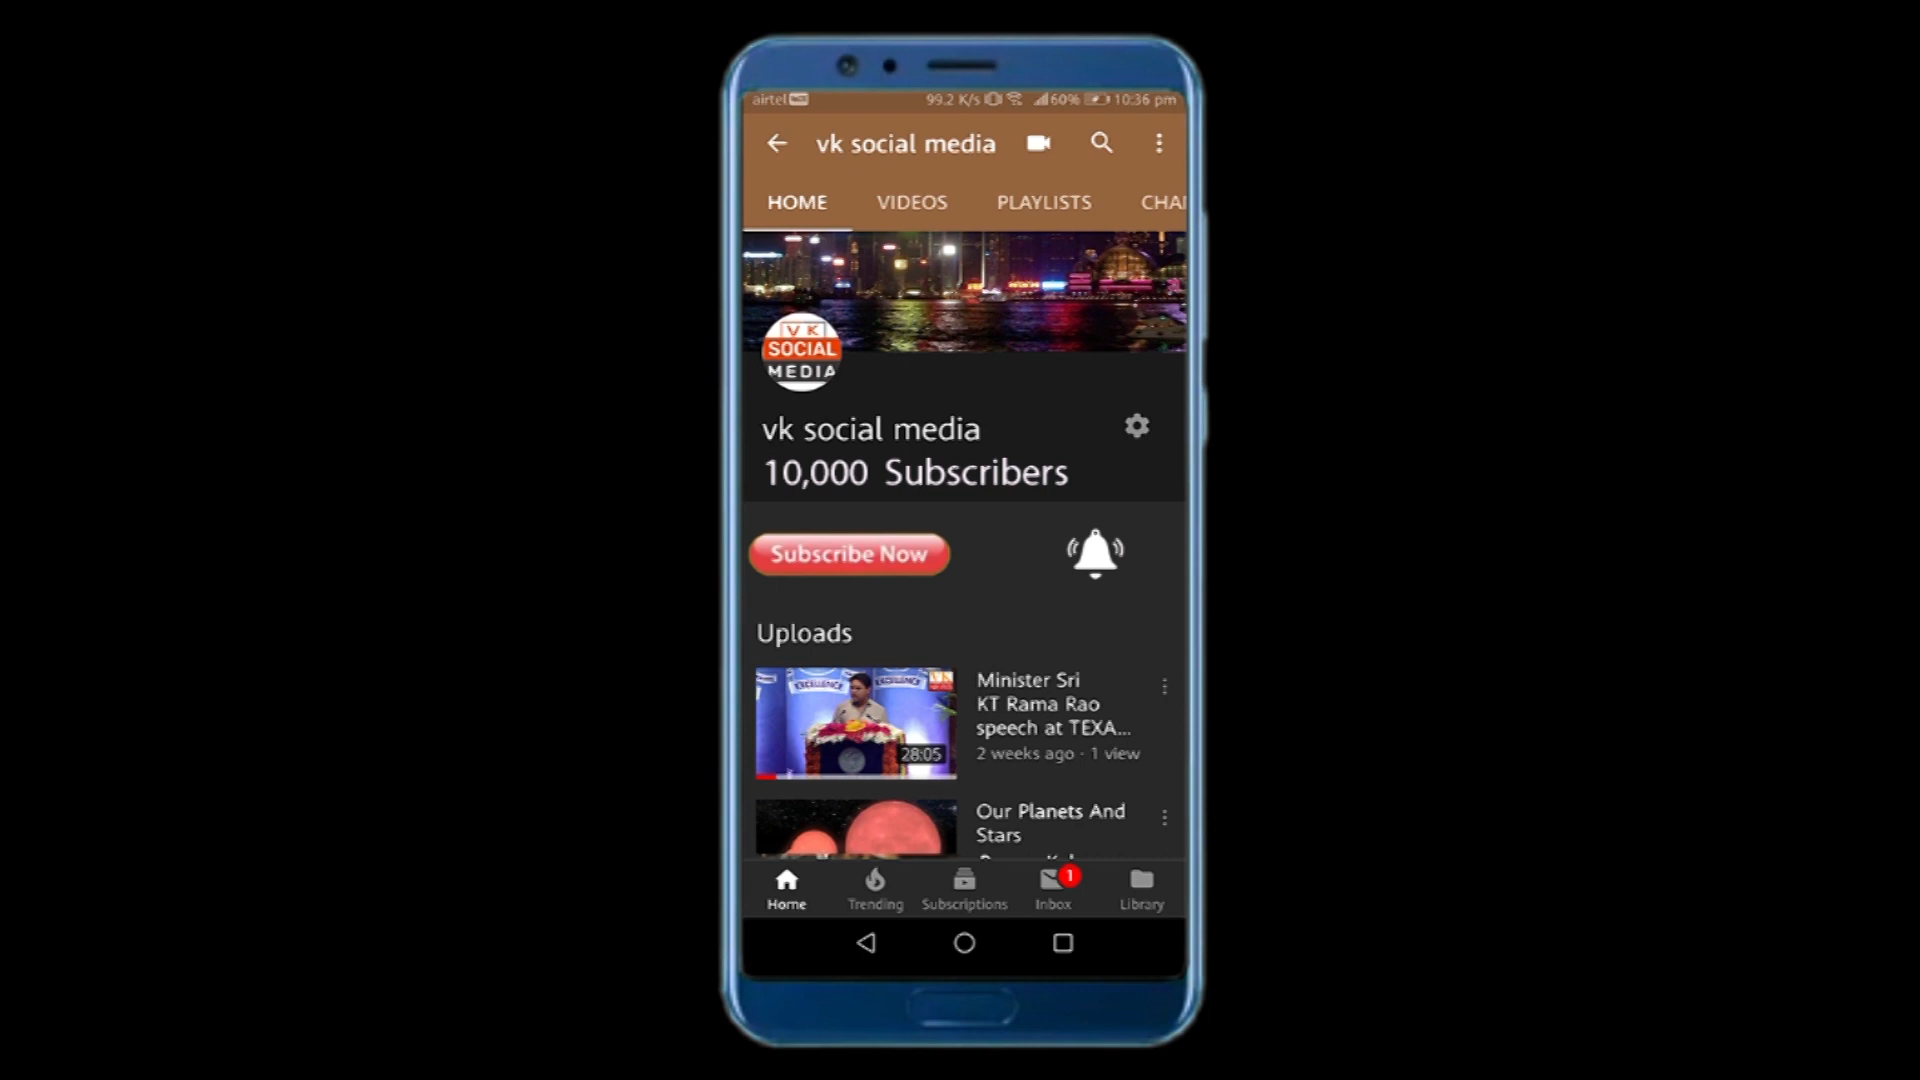 airtel
99.2 K/s 60% 10:36 pm
vk social media
HOME VIDEOS PLAYLISTS CHA
V K
SOCIAL
MEDIA
vk social media
10,000 Subscribers
Subscribe Now
Uploads
EXCELLENCE
28:05
Minister Sri
KT Rama Rao
speech at TEXA...
2 weeks ago · 1 view
Our Planets And
Stars
1
Home Trending Subscriptions Inbox Library